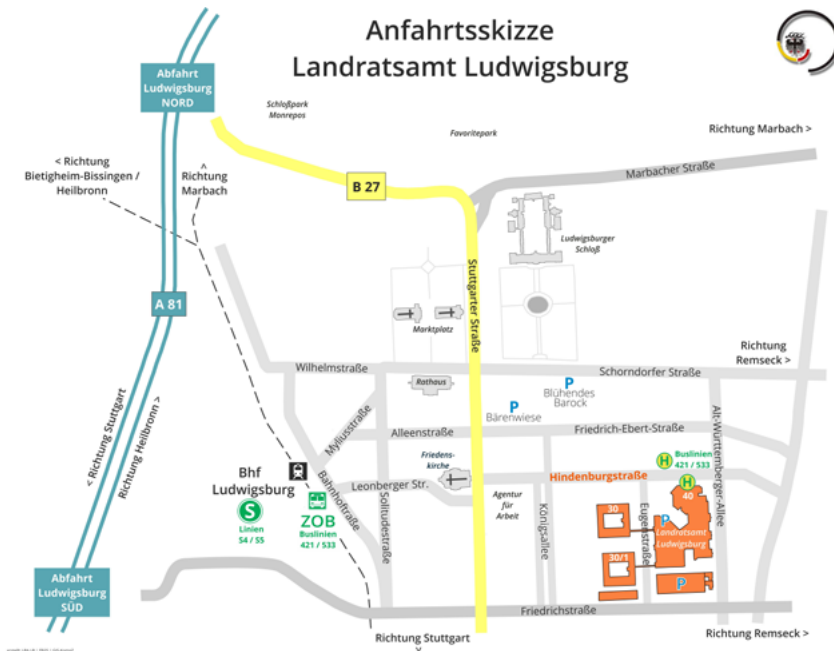 Anfahrtsskizze
Landratsamt Ludwigsburg
Abfahrt
Ludwigsburg
NORD
Schloßpark
Monrepos
Favoritepark
Richtung Marbach >
Marbacher Straße
< Richtung
Bietigheim-Bissingen /
Heilbronn
^
Richtung
Marbach
B 27
Ludwigsburger
Schloß
Stuttgarter Straße
A 81
Marktplatz
Richtung
Remseck >
Wilhelmstraße
Schorndorfer Straße
Rathaus
P
Blühendes
Barock
P
Bärenwiese
< Richtung Stuttgart
Richtung Heilbronn >
Myliusstraße
Alleenstraße
Friedrich-Ebert-Straße
Alt-Württemberger-Allee
Friedens-
kirche
H
Buslinien
421 / 533
Bhf
Ludwigsburg
Bahnhoftraße
Leonberger Str.
Solitudestraße
Hindenburgstraße
H
40
S
Linien
S4 / S5
ZOB
Buslinien
421 / 533
Agentur
für
Arbeit
Königsallee
Eugenstraße
30
P
Landratsamt
Ludwigsburg
30/1
P
Abfahrt
Ludwigsburg
SÜD
Friedrichstraße
Richtung Stuttgart
v
Richtung Remseck >